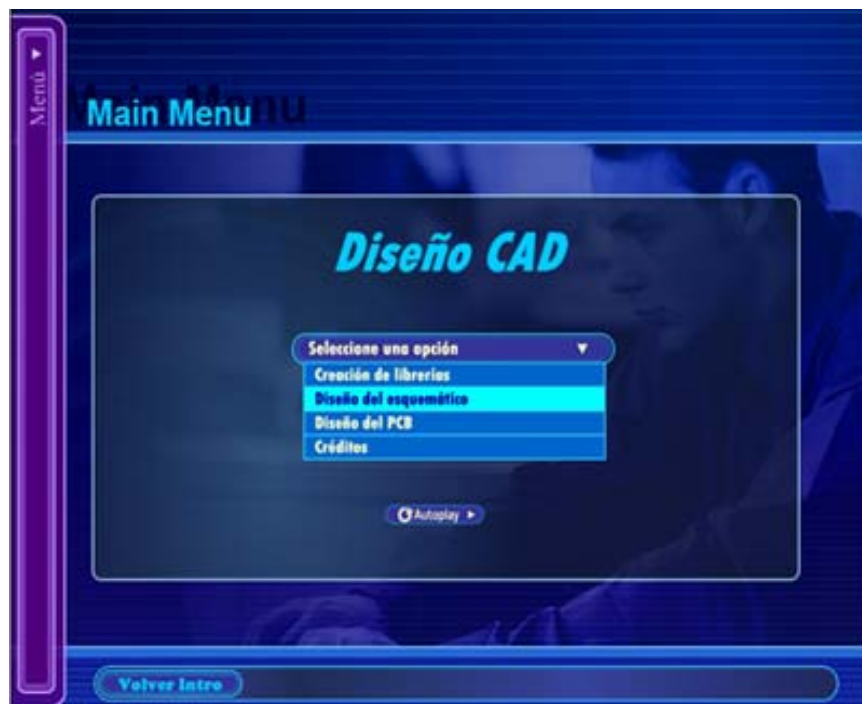 Menú
Main Menu
Diseño CAD
Seleccione una opción
Creación de librerías
Diseño del esquemático
Diseño del PCB
Créditos
Autoplay
Volver Intro